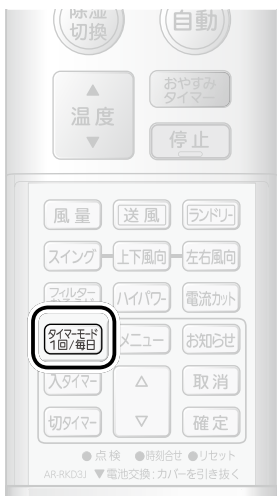 除湿
切換
自動
▲
温度
▼
おやすみ
タイマー
停止
風量 送風 ランドリー
スイング 上下風向 左右風向
フィルター
ハイパワー 電流カット
タイマーモード
1回/毎日
メニュー お知らせ
入タイマー △ 取消
切タイマー ▽ 確定
●点検 ●時刻合せ ●リセット
AR-RKD3J ▼電池交換:カバーを引き抜く